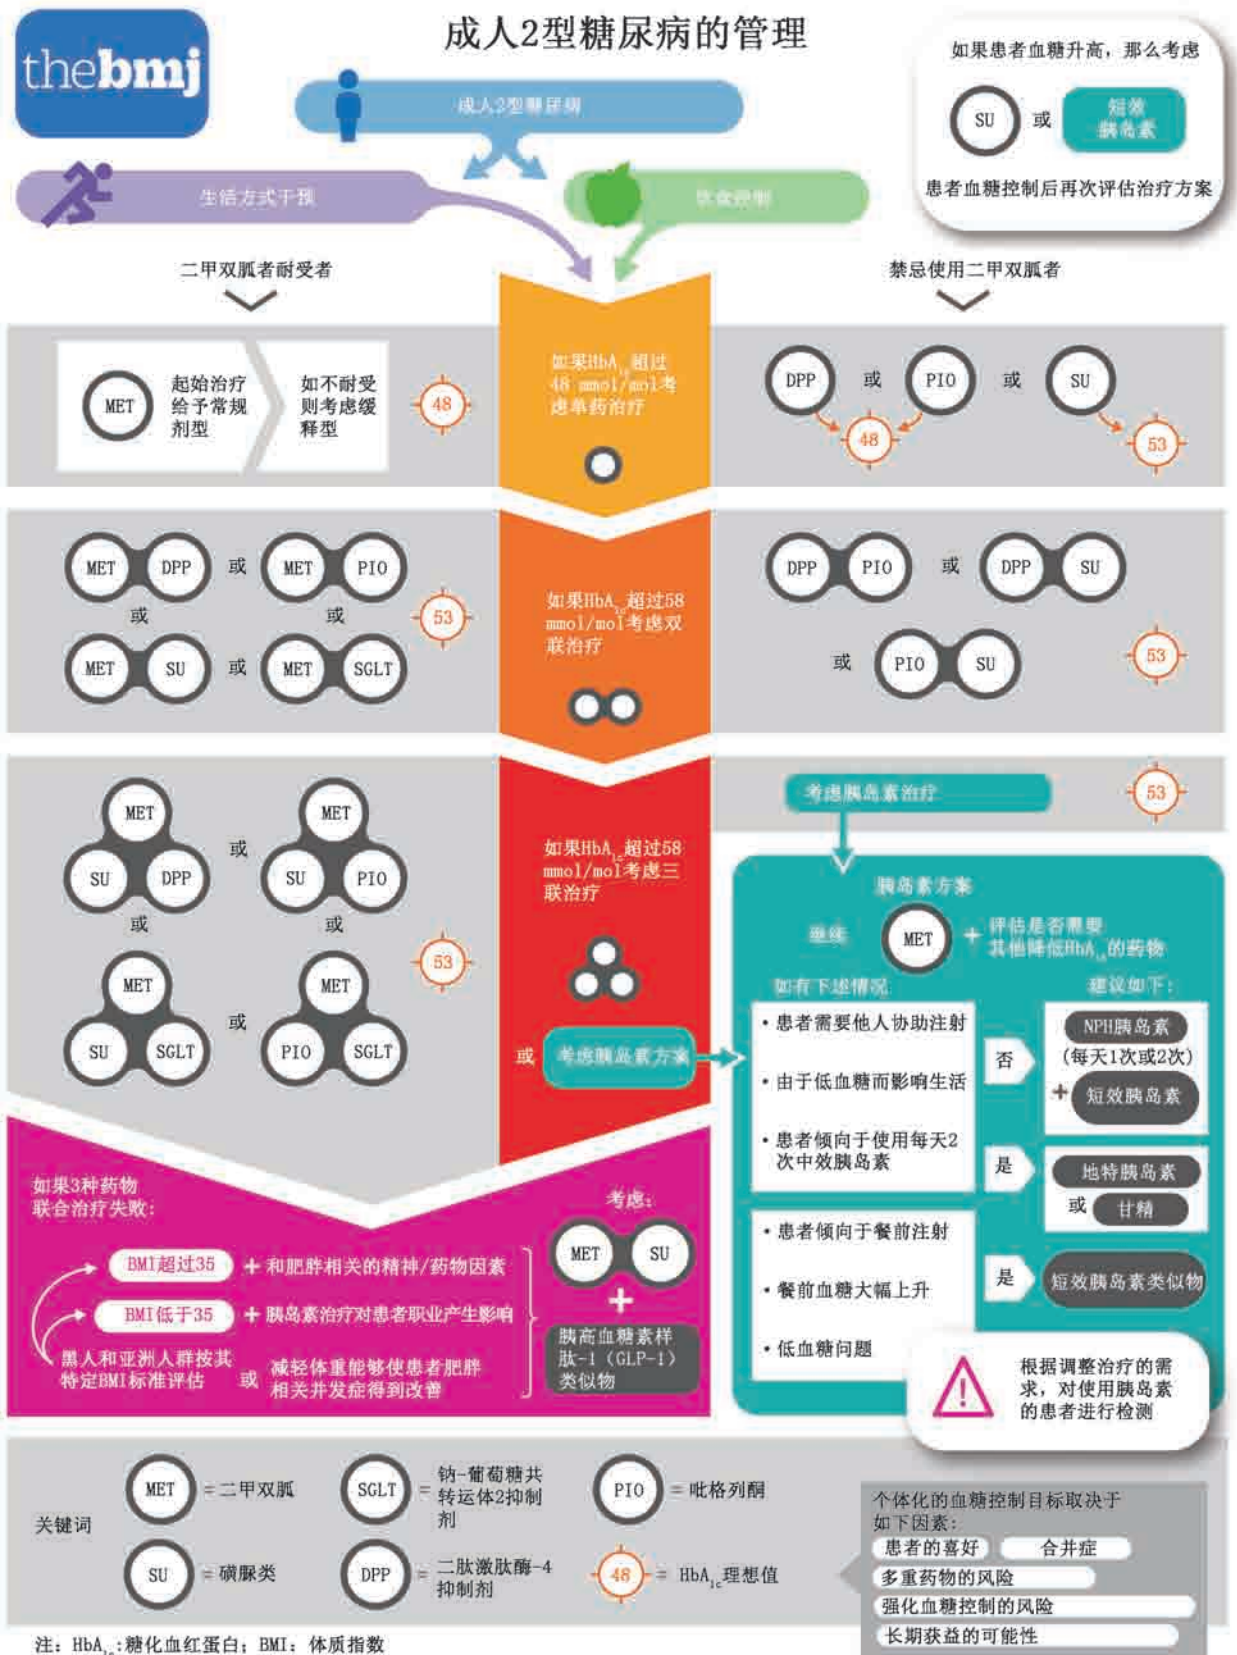 thebmj
成人2型糖尿病的管理
如果患者血糖升高，那么考虑
SU 或 短效
胰岛素
患者血糖控制后再次评估治疗方案
成人2型糖尿病
生活方式干预
饮食控制
二甲双胍者耐受者
禁忌使用二甲双胍者
MET
起始治疗
给予常规
剂型
如不耐受
则考虑缓
释型
48
如果HbA1c超过
48 mmol/mol考
虑单药治疗
DPP 或 PIO 或 SU
48
53
MET DPP 或 MET PIO
或 或
MET SU 或 MET SGLT
53
如果HbA1c超过58
mmol/mol考虑双
联治疗
DPP PIO 或 DPP SU
或 PIO SU
53
MET MET
或
SU DPP SU PIO
或 或
MET MET
或
SU SGLT PIO SGLT
53
如果HbA1c超过58
mmol/mol考虑三
联治疗
或 考虑胰岛素方案
考虑胰岛素治疗
53
胰岛素方案
继续 MET + 评估是否需要
其他降低HbA1c的药物
如有下述情况
建议如下：
• 患者需要他人协助注射
• 由于低血糖而影响生活
• 患者倾向于使用每天2
次中效胰岛素
否
NPH胰岛素
(每天1次或2次)
+ 短效胰岛素
是
地特胰岛素
或 甘精
• 患者倾向于餐前注射
• 餐前血糖大幅上升
• 低血糖问题
是
短效胰岛素类似物
!
根据调整治疗的需
求，对使用胰岛素
的患者进行检测
如果3种药物
联合治疗失败：
BMI超过35 + 和肥胖相关的精神/药物因素
BMI低于35 + 胰岛素治疗对患者职业产生影响
黑人和亚洲人群按其
特定BMI标准评估
或 减轻体重能够使患者肥胖
相关并发症得到改善
考虑：
MET SU
+
胰高血糖素样
肽-1（GLP-1）
类似物
关键词
MET =二甲双胍
SGLT = 钠-葡萄糖共
转运体2抑制
剂
PIO =吡格列酮
SU =磺脲类
DPP = 二肽激肽酶-4
抑制剂
48 = HbA1c理想值
个体化的血糖控制目标取决于
如下因素：
患者的喜好 合并症
多重药物的风险
强化血糖控制的风险
长期获益的可能性
注：HbA1c:糖化血红蛋白；BMI：体质指数